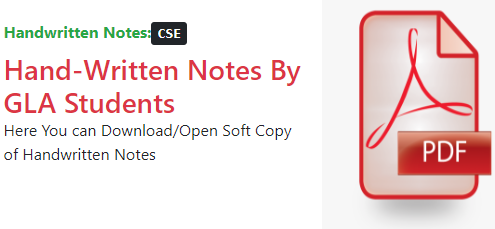 Handwritten Notes: CSE
Hand-Written Notes By
GLA Students
Here You can Download/Open Soft Copy
of Handwritten Notes
PDF